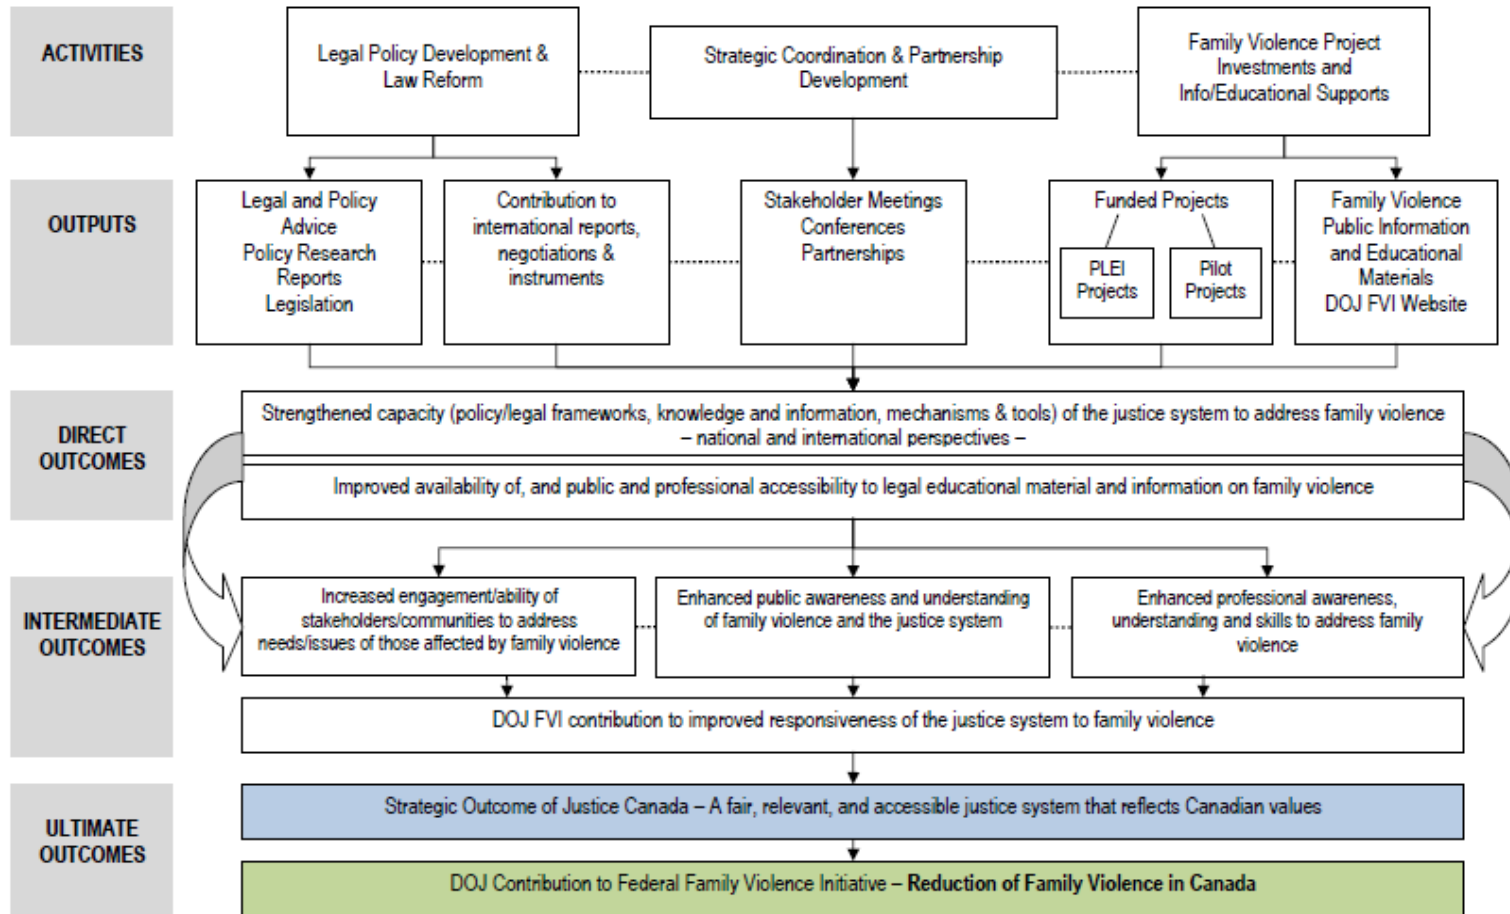 ACTIVITIES
Legal Policy Development &
Law Reform
Strategic Coordination & Partnership
Development
Family Violence Project
Investments and
Info/Educational Supports
OUTPUTS
Legal and Policy
Advice
Policy Research
Reports
Legislation
Contribution to
international reports,
negotiations &
instruments
Stakeholder Meetings
Conferences
Partnerships
Funded Projects
PLEI
Projects
Pilot
Projects
Family Violence
Public Information
and Educational
Materials
DOJ FVI Website
DIRECT
OUTCOMES
Strengthened capacity (policy/legal frameworks, knowledge and information, mechanisms & tools) of the justice system to address family violence
– national and international perspectives –
Improved availability of, and public and professional accessibility to legal educational material and information on family violence
INTERMEDIATE
OUTCOMES
Increased engagement/ability of
stakeholders/communities to address
needs/issues of those affected by family violence
Enhanced public awareness and understanding
of family violence and the justice system
Enhanced professional awareness,
understanding and skills to address family
violence
DOJ FVI contribution to improved responsiveness of the justice system to family violence
ULTIMATE
OUTCOMES
Strategic Outcome of Justice Canada – A fair, relevant, and accessible justice system that reflects Canadian values
DOJ Contribution to Federal Family Violence Initiative – Reduction of Family Violence in Canada